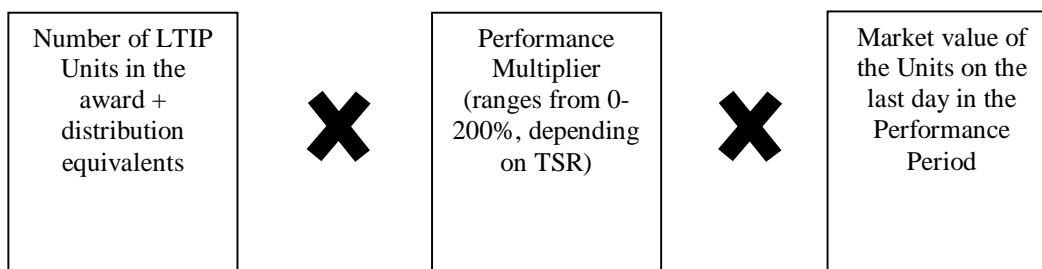 Number of LTIP
Units in the
award +
distribution
equivalents
Performance
Multiplier
(ranges from 0-
200%, depending
on TSR)
Market value of
the Units on the
last day in the
Performance
Period